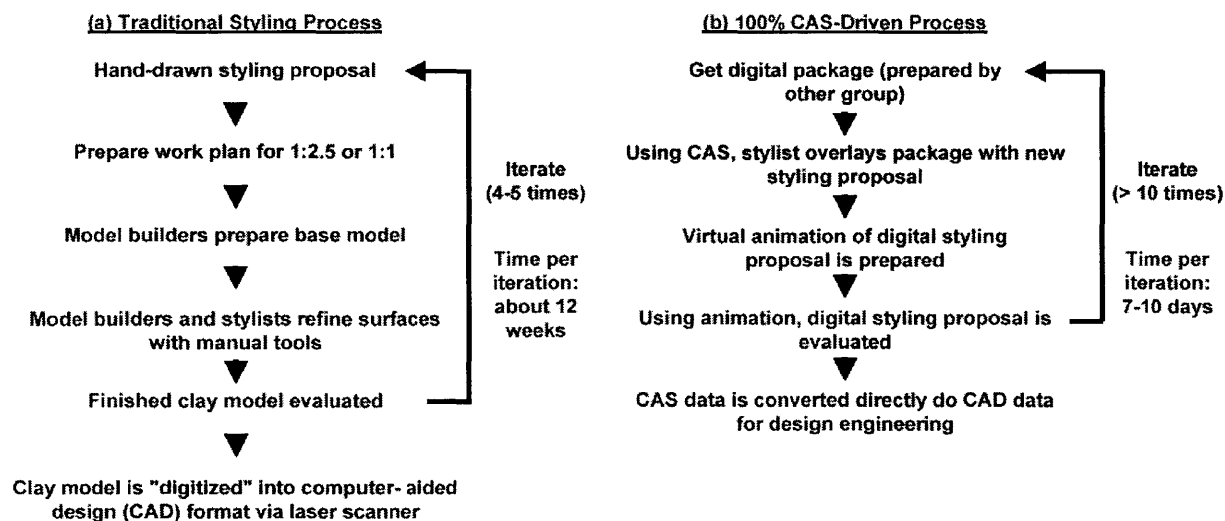 (a) Traditional Styling Process
Hand-drawn styling proposal
Prepare work plan for 1:2.5 or 1:1
Model builders prepare base model
Model builders and stylists refine surfaces
with manual tools
Finished clay model evaluated
Clay model is "digitized" into computer- aided
design (CAD) format via laser scanner
Iterate
(4-5 times)
Time per
iteration:
about 12
weeks
(b) 100% CAS-Driven Process
Get digital package (prepared by
other group)
Using CAS, stylist overlays package with new
styling proposal
Virtual animation of digital styling
proposal is prepared
Using animation, digital styling proposal is
evaluated
CAS data is converted directly do CAD data
for design engineering
Iterate
(> 10 times)
Time per
iteration:
7-10 days